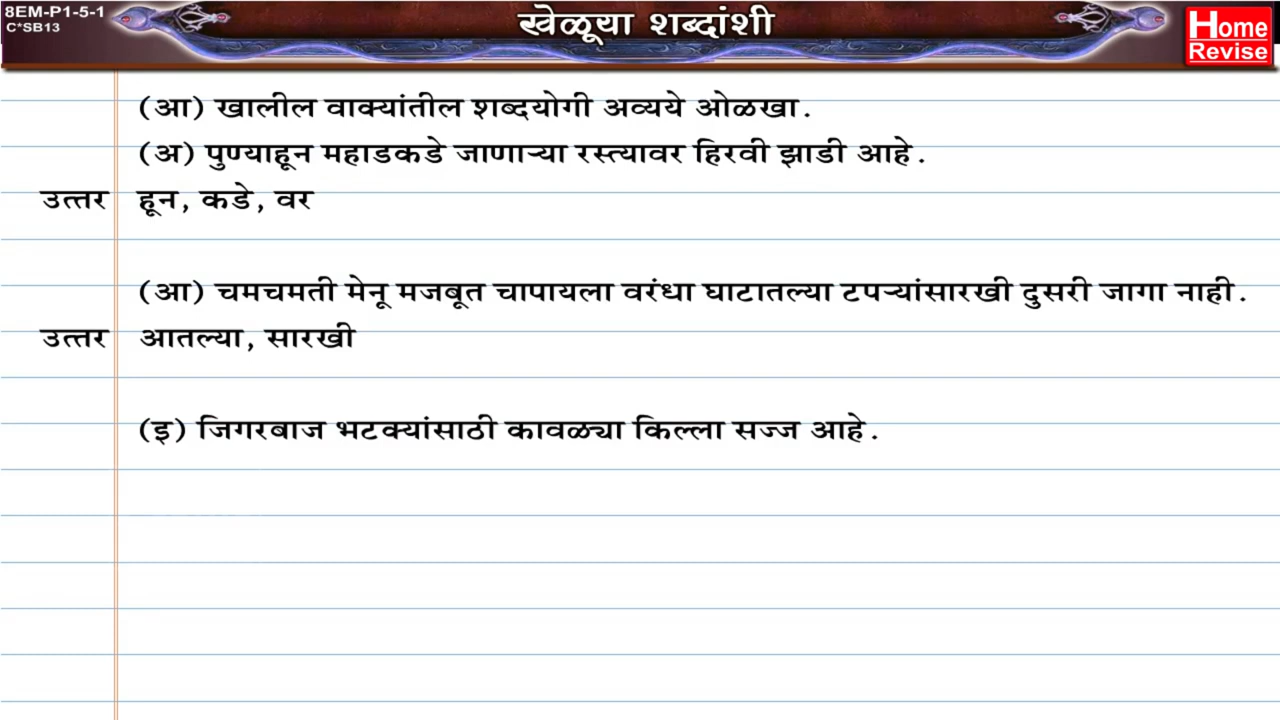 8EM-P1-5-1
C*SB13
खेळूया शब्दांशी
Home
Revise
(आ) खालील वाक्यांतील शब्दयोगी अव्यये ओळखा.
(अ) पुण्याहून महाडकडे जाणाऱ्या रस्त्यावर हिरवी झाडी आहे.
उत्तर हून, कडे, वर
(आ) चमचमती मेनू मजबूत चापायला वरंधा घाटातल्या टपऱ्यांसारखी दुसरी जागा नाही.
उत्तर आतल्या, सारखी
(इ) जिगरबाज भटक्यांसाठी कावळ्या किल्ला सज्ज आहे.